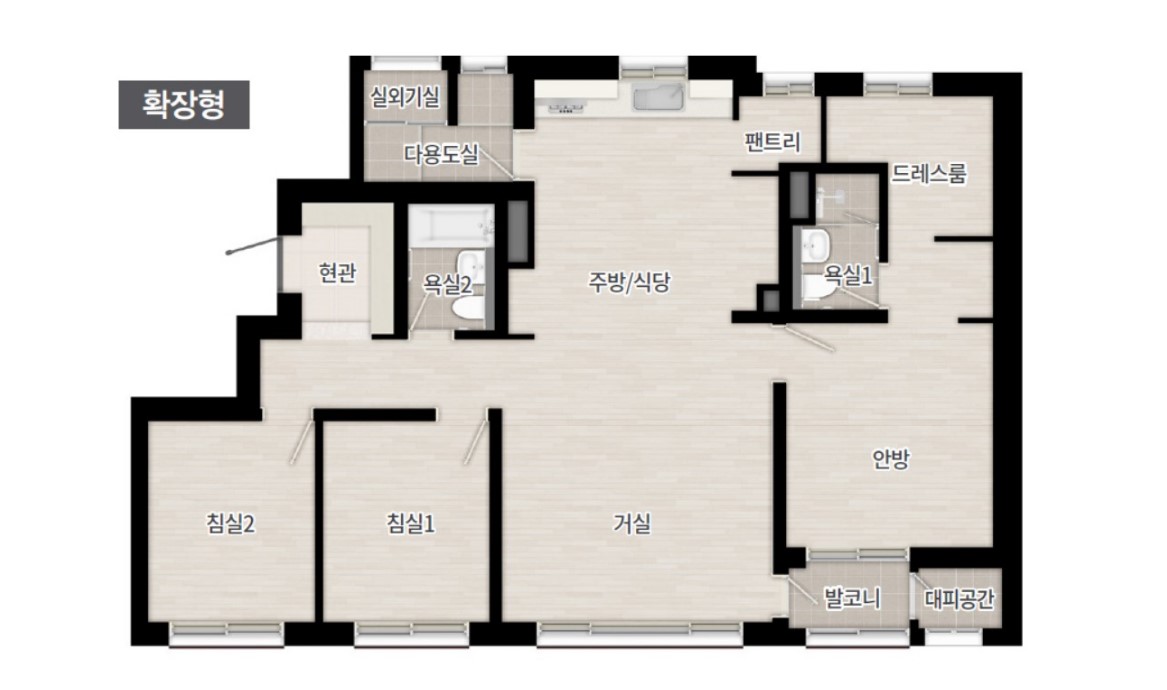 확장형
실외기실
다용도실
팬트리
드레스룸
현관
욕실2
주방/식당
욕실1
안방
침실2
침실1
거실
발코니
대피공간